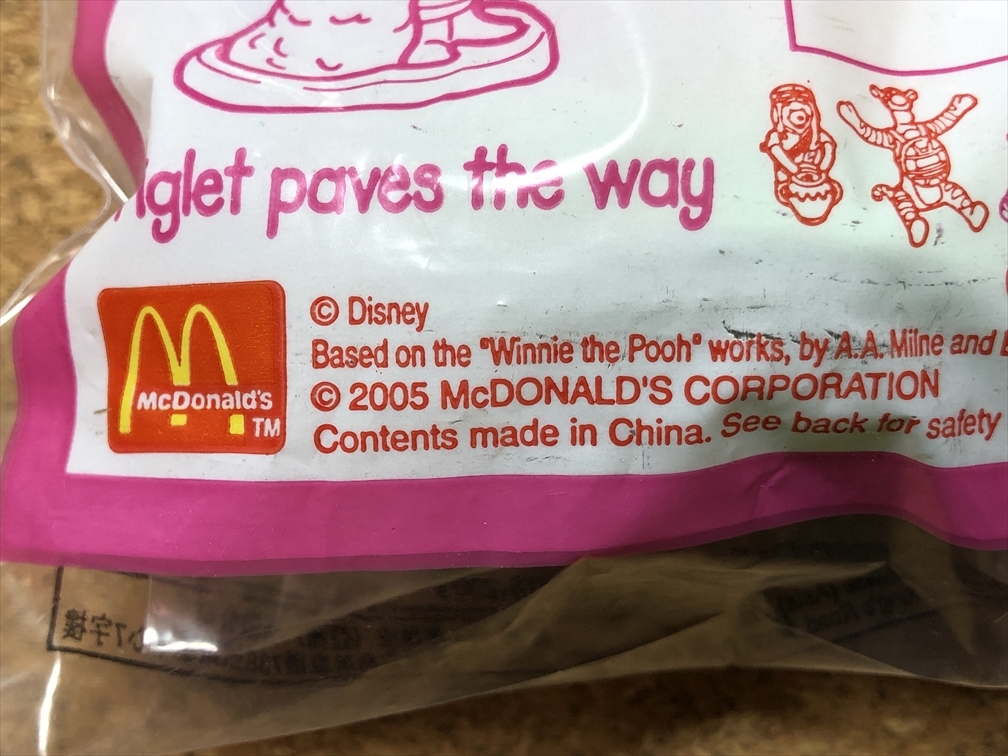 iglet paves the way
McDonald's
TM
© Disney
Based on the "Winnie the Pooh" works, by A.A. Milne and
© 2005 McDONALD'S CORPORATION
Contents made in China. See back for safety